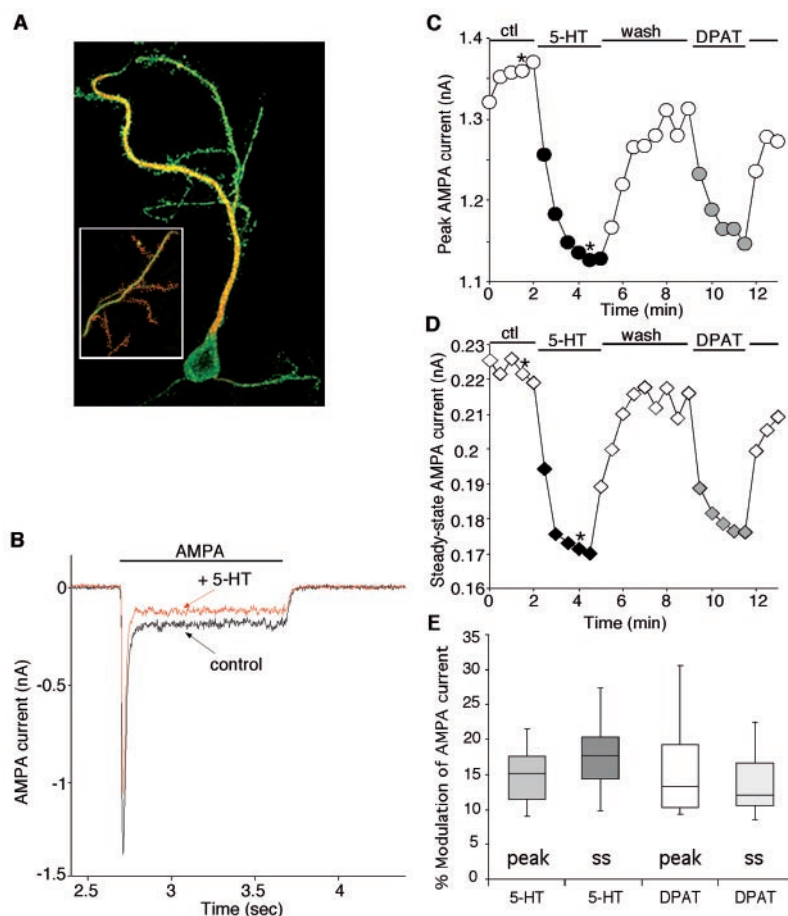 A
B
AMPA
+ 5-HT
control
0
-0.5
-1
-1.5
AMPA current (nA)
2.5
3
3.5
4
Time (sec)
C
ctl
5-HT
wash
DPAT
*
*
1.4
1.3
1.2
1.1
Peak AMPA current (nA)
0 2 4 6 8 10 12
Time (min)
D
ctl
5-HT
wash
DPAT
*
*
0.23
0.22
0.21
0.2
0.19
0.18
0.17
0.16
Steady-state AMPA current (nA)
0 2 4 6 8 10 12
Time (min)
E
35
30
25
20
15
10
5
0
% Modulation of AMPA current
peak ss peak ss
5-HT 5-HT DPAT DPAT